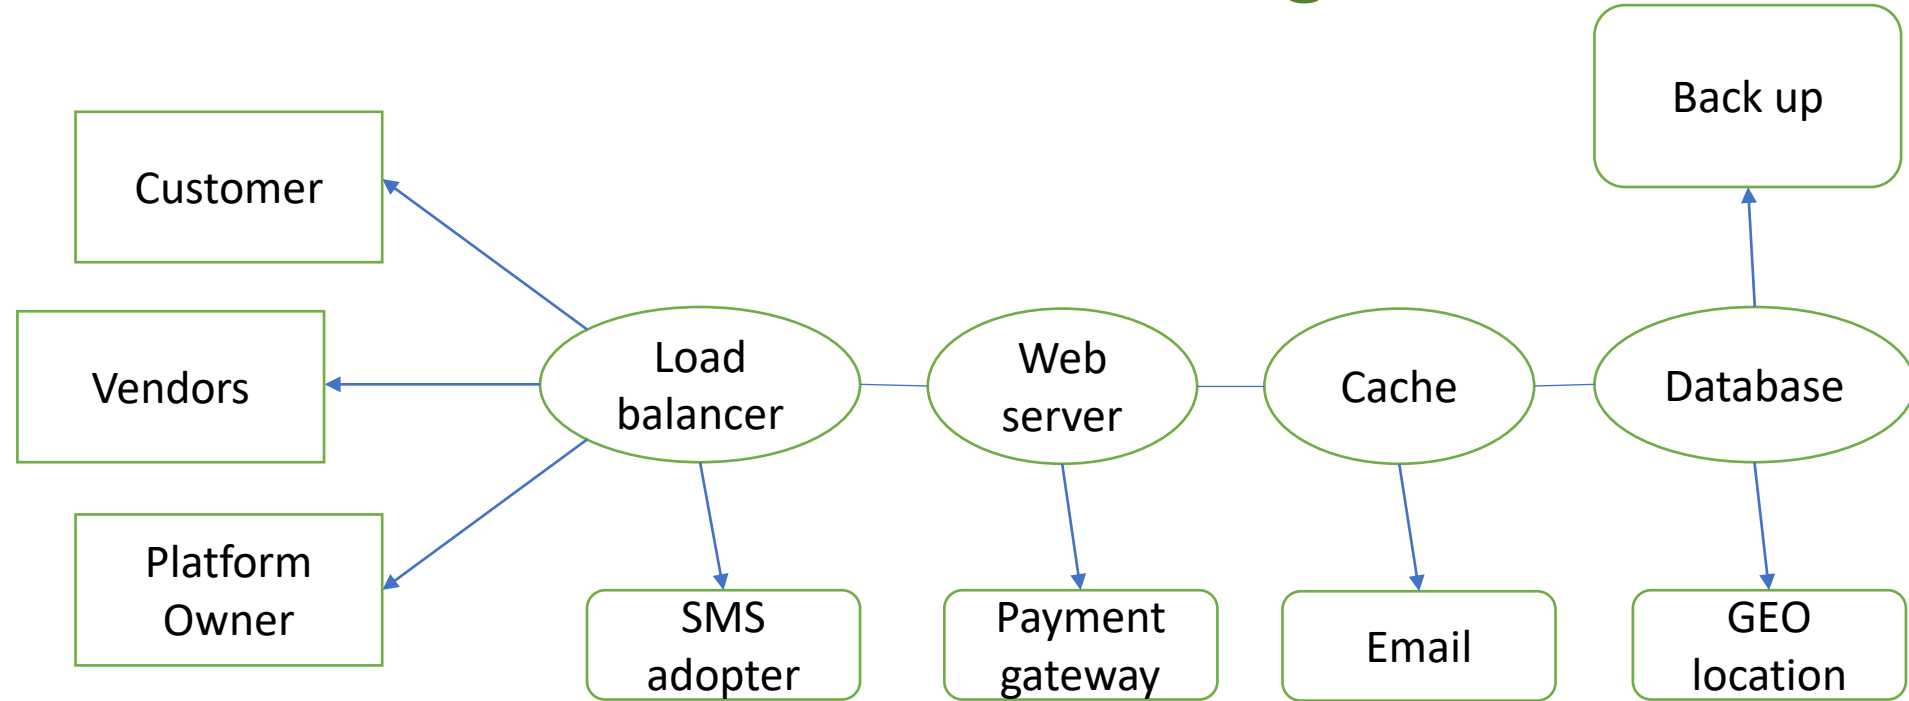 Back up
Customer
Vendors
Load
balancer
Web
server
Cache
Database
Platform
Owner
SMS
adopter
Payment
gateway
Email
GEO
location